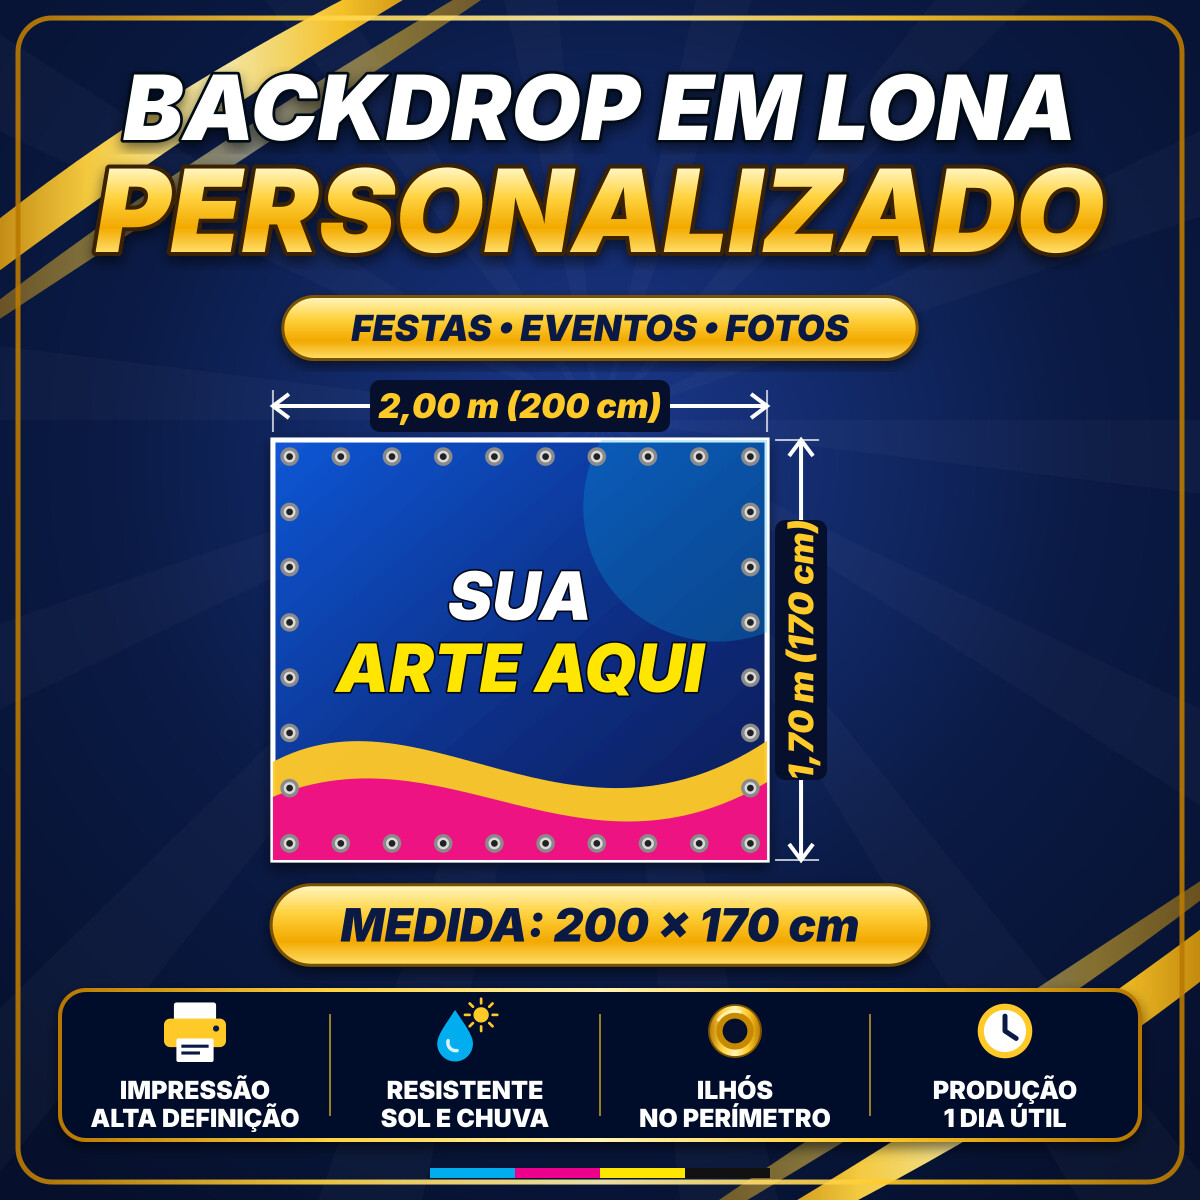 BACKDROP EM LONA
PERSONALIZADO
FESTAS • EVENTOS • FOTOS
2,00 m (200 cm)
1,70 m (170 cm)
SUA
ARTE AQUI
MEDIDA: 200 × 170 cm
IMPRESSÃO
ALTA DEFINIÇÃO
RESISTENTE
SOL E CHUVA
ILHÓS
NO PERÍMETRO
PRODUÇÃO
1 DIA ÚTIL